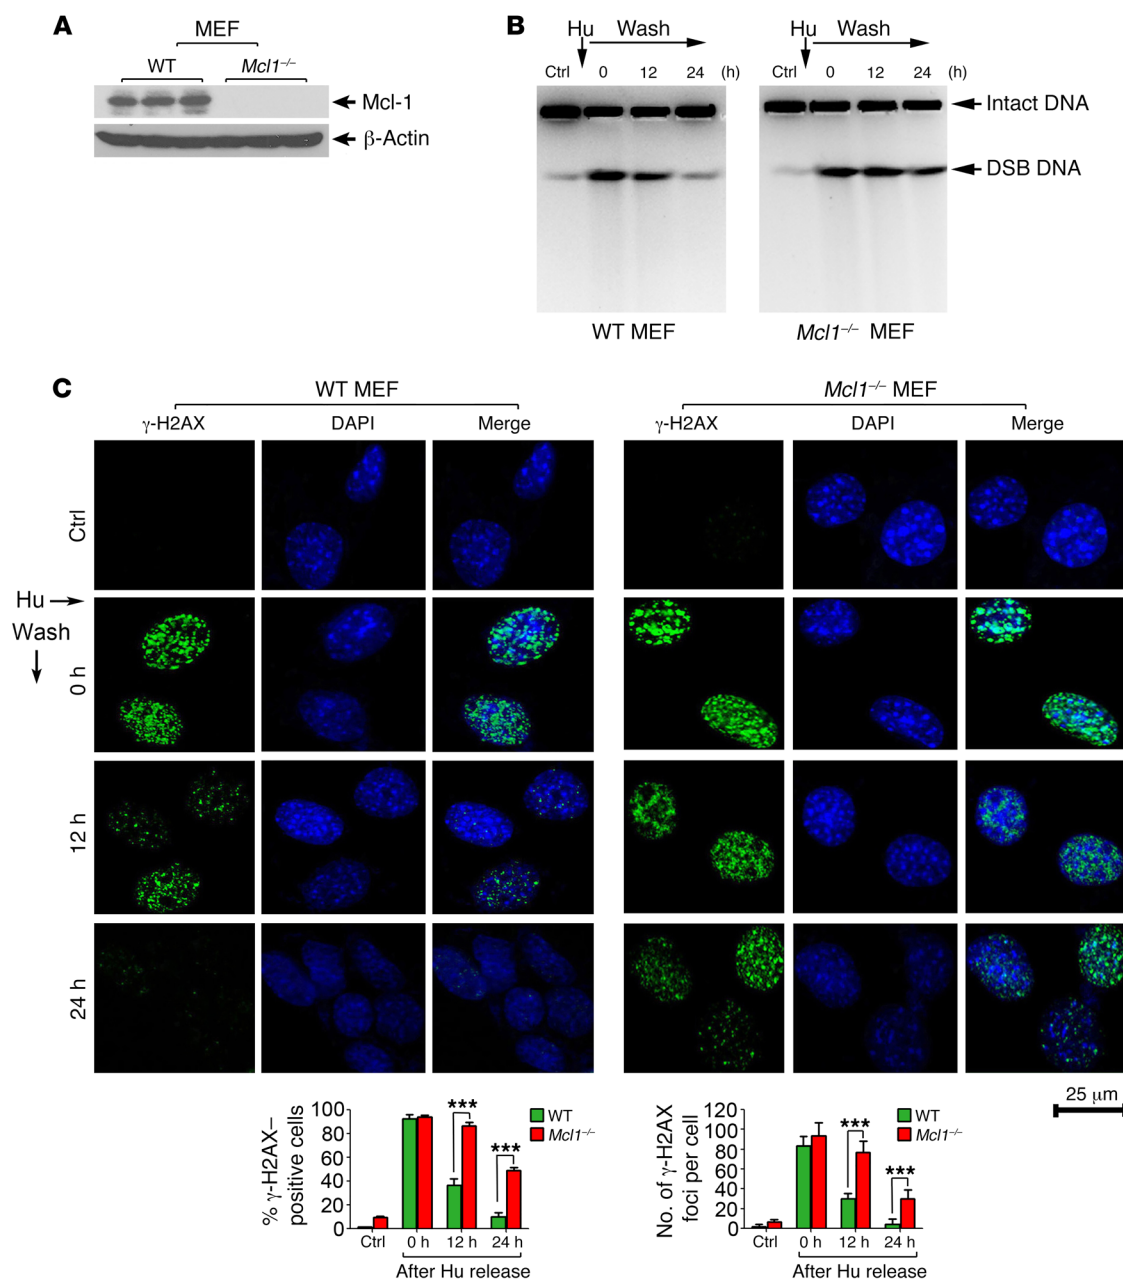 A
MEF
WT
Mcl1–/–
Mcl-1
β-Actin
B
Hu
Wash
Ctrl
0
12
24
(h)
WT MEF
Hu
Wash
Ctrl
0
12
24
(h)
Intact DNA
DSB DNA
Mcl1–/– MEF
C
WT MEF
γ-H2AX
DAPI
Merge
Mcl1–/– MEF
γ-H2AX
DAPI
Merge
Ctrl
Hu
Wash
0 h
12 h
24 h
25 μm
% γ-H2AX–
positive cells
100
80
60
40
20
0
***
***
WT
Mcl1–/–
Ctrl
0 h
12 h
24 h
After Hu release
No. of γ-H2AX
foci per cell
120
100
80
60
40
20
0
***
***
WT
Mcl1–/–
Ctrl
0 h
12 h
24 h
After Hu release